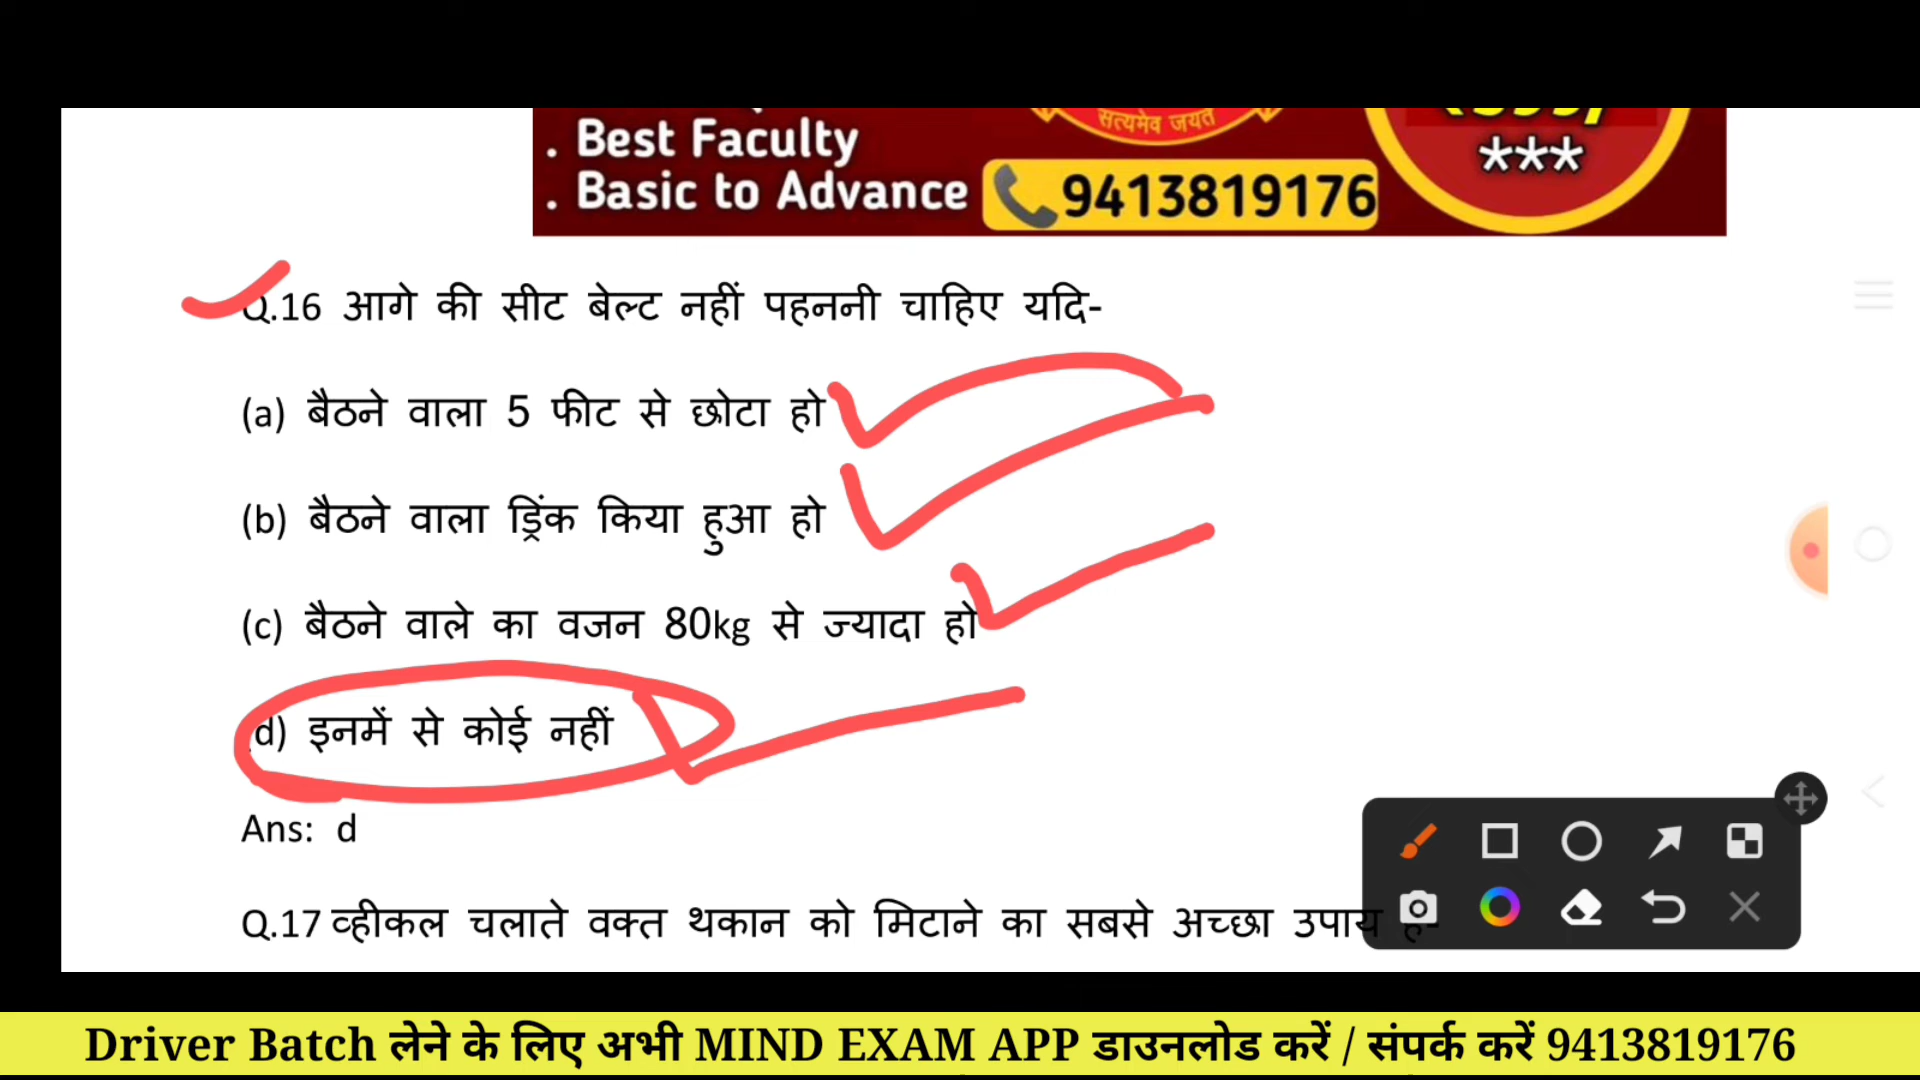 सत्यमेव जयते
. Best Faculty
***
. Basic to Advance 9413819176
Q.16 आगे की सीट बेल्ट नहीं पहननी चाहिए यदि-
(a) बैठने वाला 5 फीट से छोटा हो
(b) बैठने वाला ड्रिंक किया हुआ हो
(c) बैठने वाले का वजन 80kg से ज्यादा हो
(d) इनमें से कोई नहीं
Ans: d
Q.17 व्हीकल चलाते वक्त थकान को मिटाने का सबसे अच्छा उपाय है-
Driver Batch लेने के लिए अभी MIND EXAM APP डाउनलोड करें / संपर्क करें 9413819176